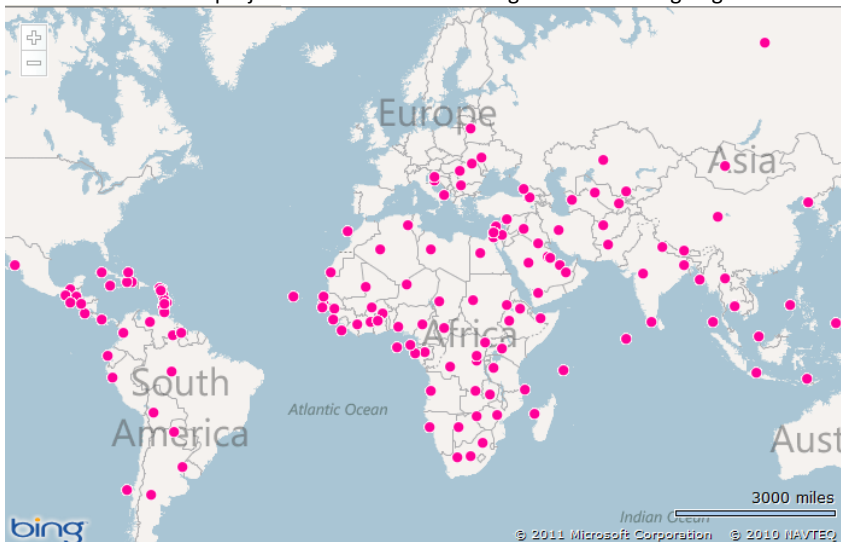 Europe
Asia
Africa
South
America
Atlantic Ocean
Aust
3000 miles
Indian Ocean
bing
© 2011 Microsoft Corporation © 2010 NAVTEQ